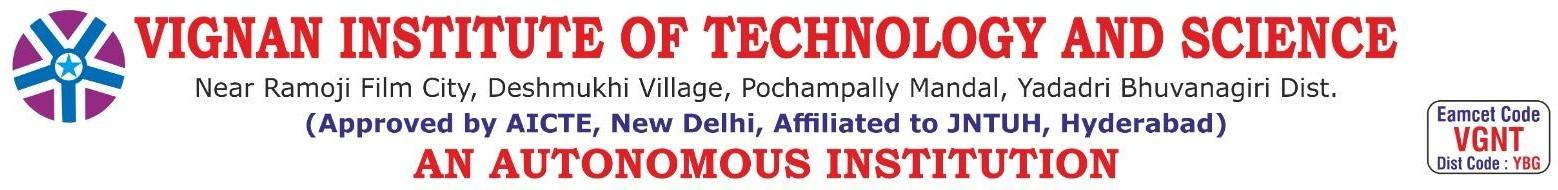 VIGNAN INSTITUTE OF TECHNOLOGY AND SCIENCE
Near Ramoji Film City, Deshmukhi Village, Pochampally Mandal, Yadadri Bhuvanagiri Dist.
(Approved by AICTE, New Delhi, Affiliated to JNTUH, Hyderabad)
AN AUTONOMOUS INSTITUTION
Eamcet Code
VGNT
Dist Code : YBG